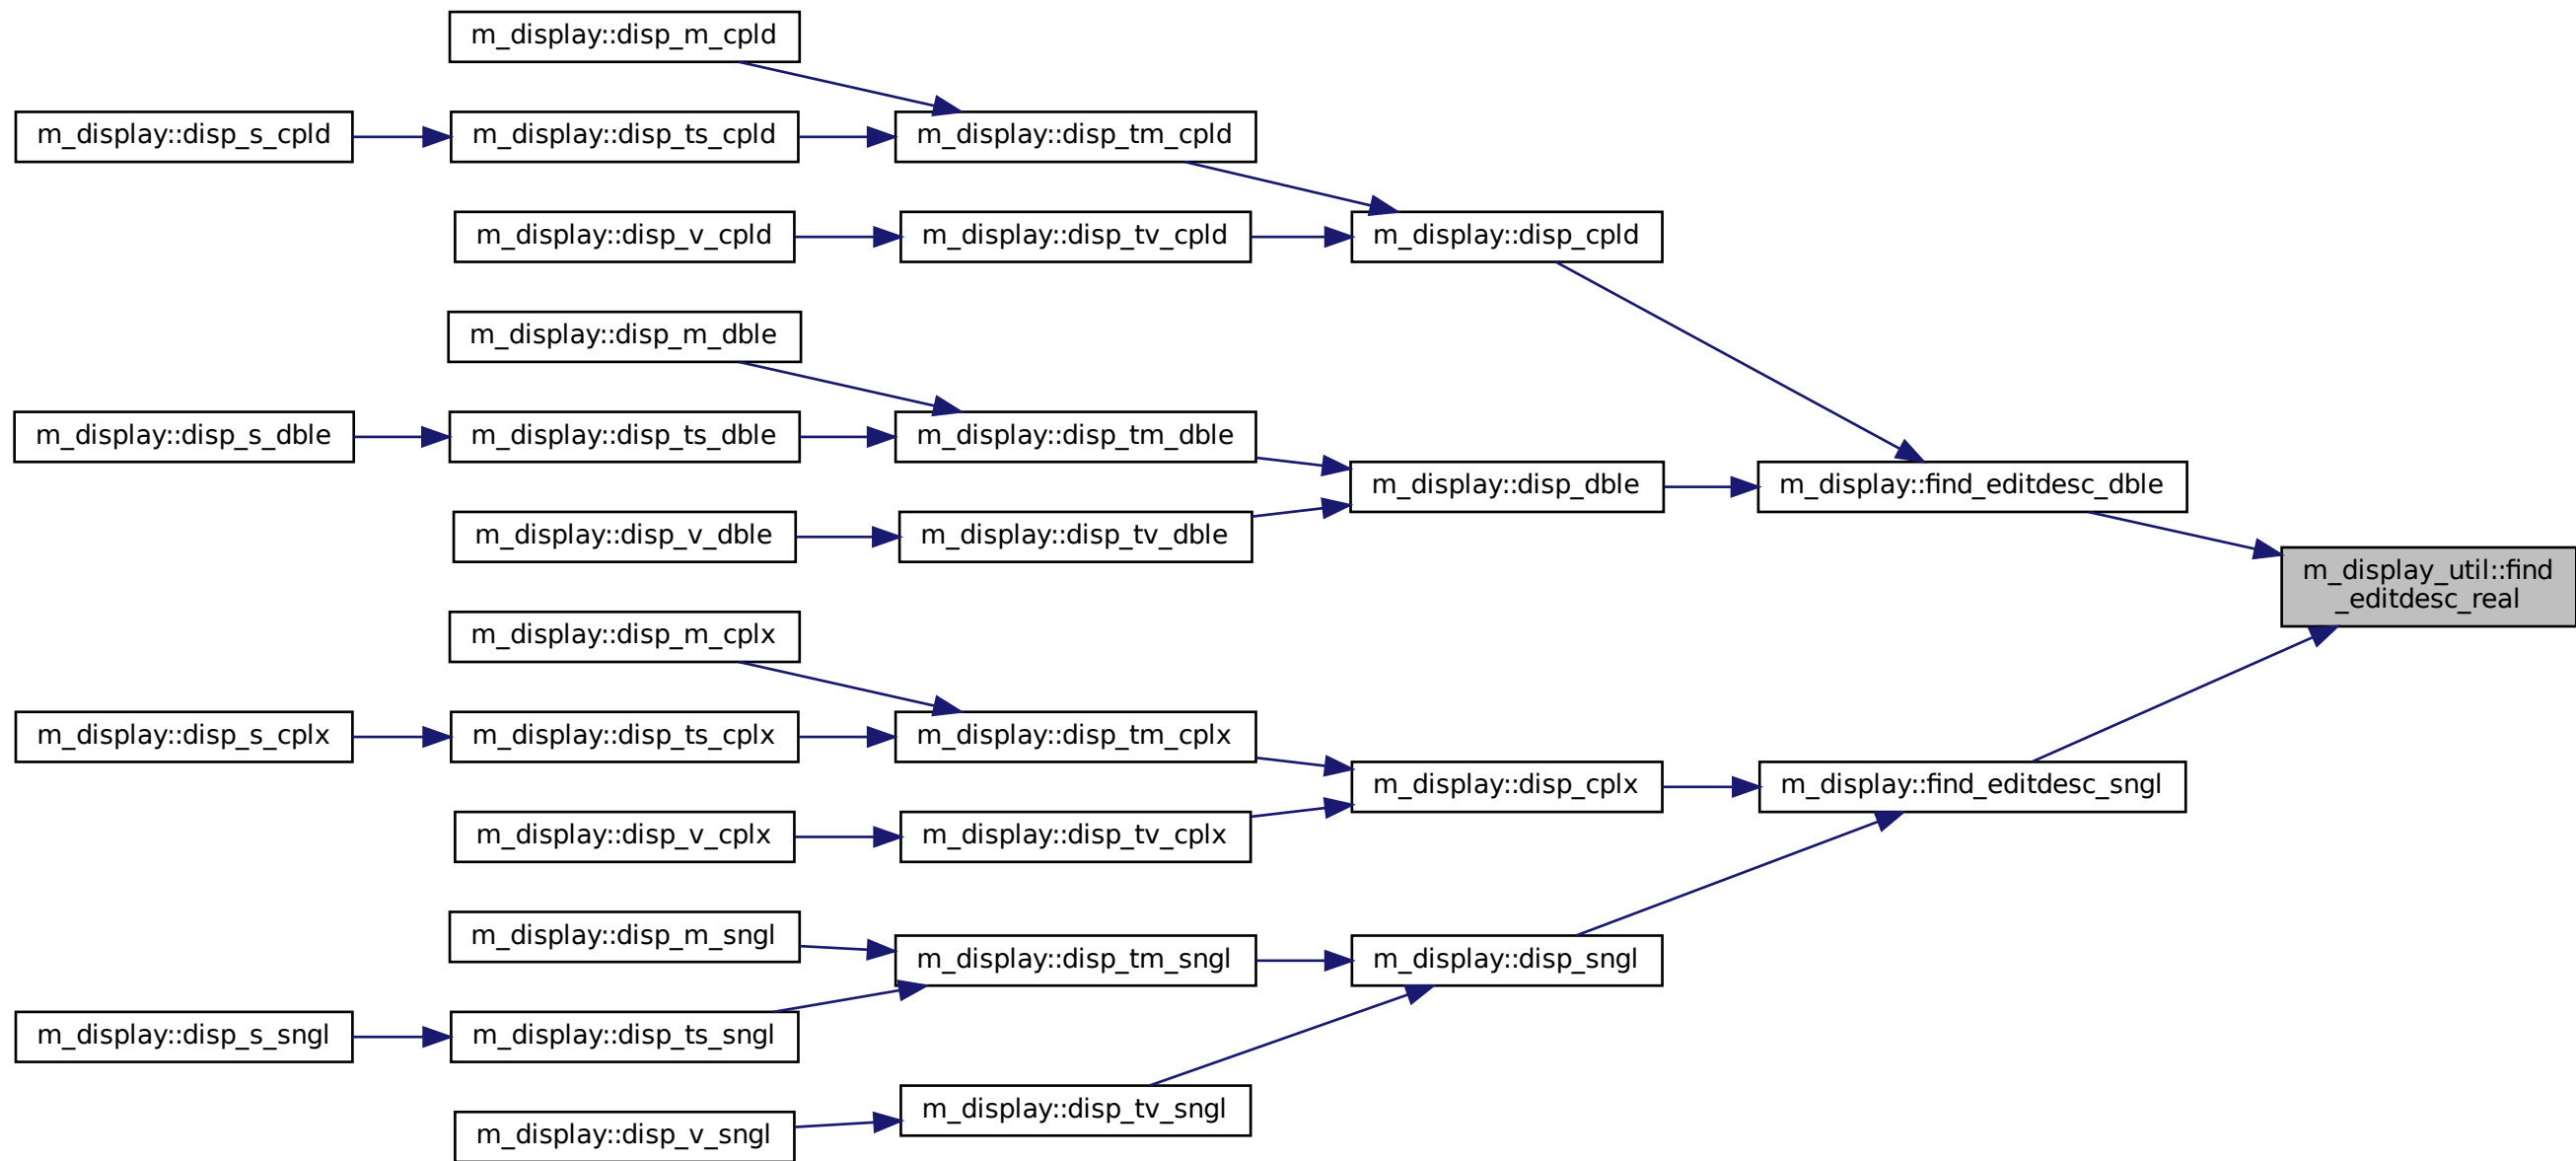 m_display::disp_m_cpld
m_display::disp_s_cpld
m_display::disp_ts_cpld
m_display::disp_tm_cpld
m_display::disp_v_cpld
m_display::disp_tv_cpld
m_display::disp_cpld
m_display::disp_m_dble
m_display::disp_s_dble
m_display::disp_ts_dble
m_display::disp_tm_dble
m_display::disp_dble
m_display::find_editdesc_dble
m_display::disp_v_dble
m_display::disp_tv_dble
m_display_util::find
_editdesc_real
m_display::disp_m_cplx
m_display::disp_s_cplx
m_display::disp_ts_cplx
m_display::disp_tm_cplx
m_display::disp_cplx
m_display::find_editdesc_sngl
m_display::disp_v_cplx
m_display::disp_tv_cplx
m_display::disp_m_sngl
m_display::disp_tm_sngl
m_display::disp_sngl
m_display::disp_s_sngl
m_display::disp_ts_sngl
m_display::disp_tv_sngl
m_display::disp_v_sngl